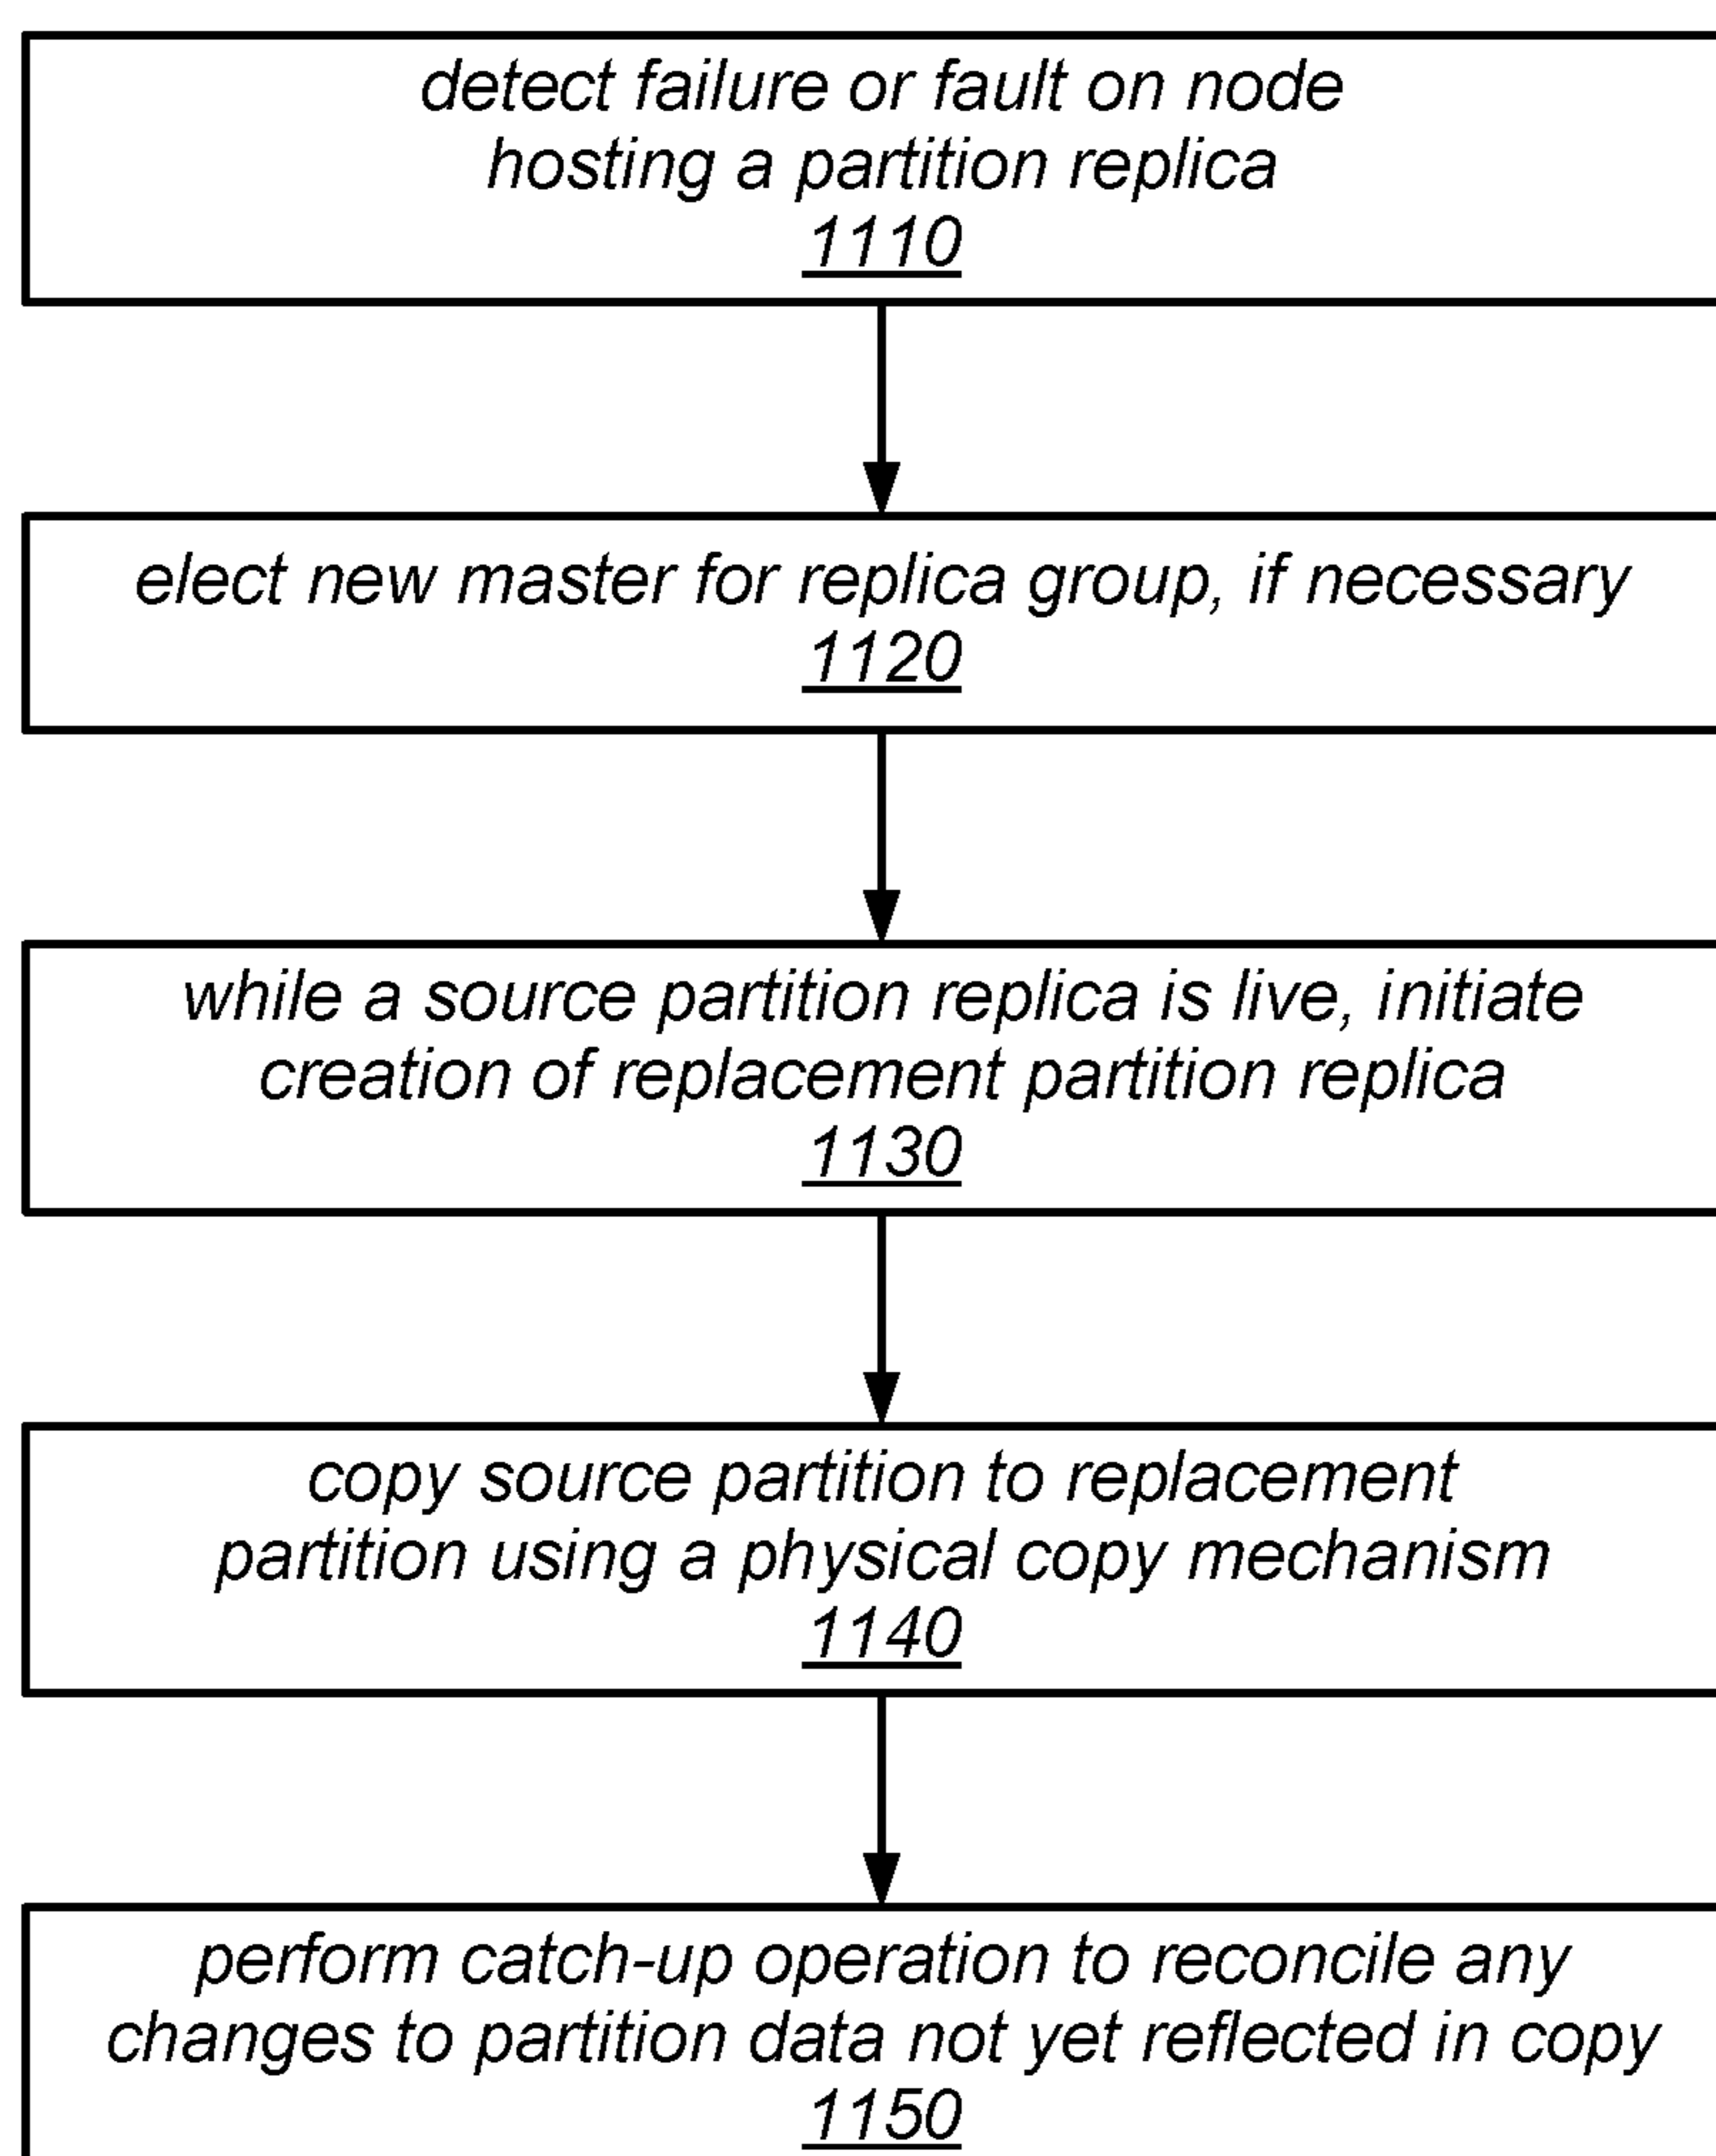 detect failure or fault on node
hosting a partition replica
1110
elect new master for replica group, if necessary
1120
while a source partition replica is live, initiate
creation of replacement partition replica
1130
copy source partition to replacement
partition using a physical copy mechanism
1140
perform catch-up operation to reconcile any
changes to partition data not yet reflected in copy
1150